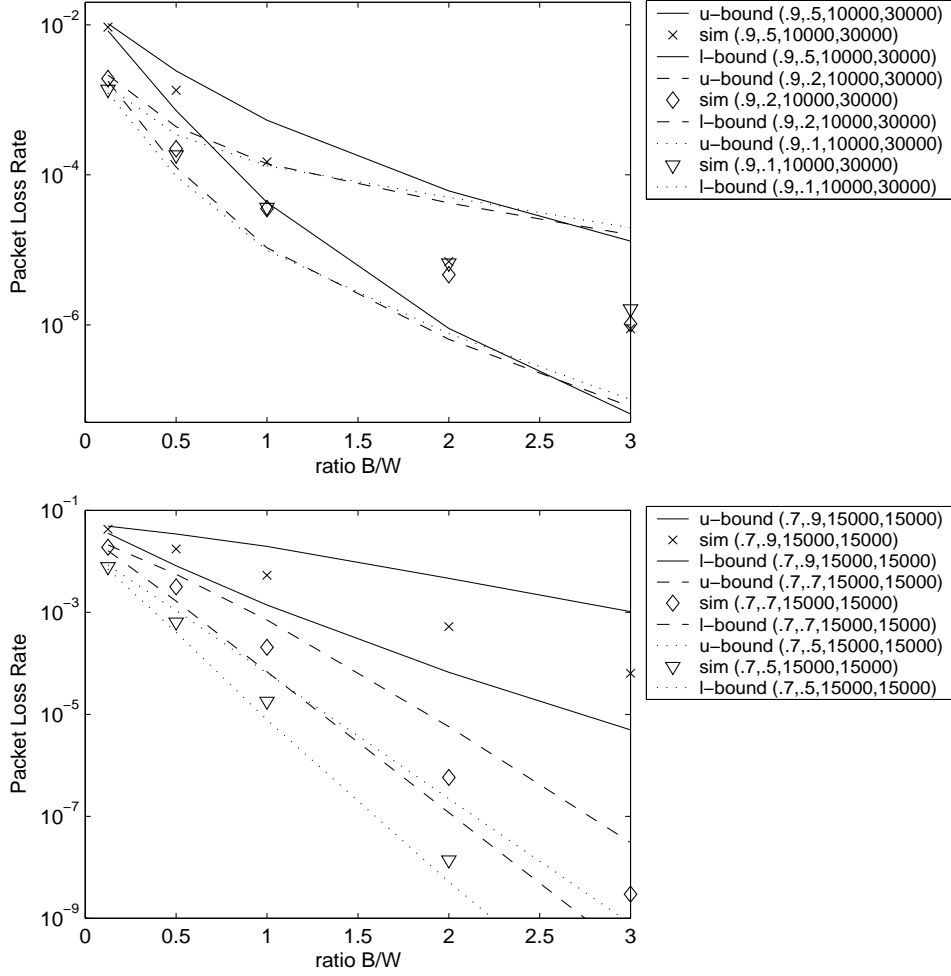 10−2
10−4
10−6
Packet Loss Rate
0 0.5 1 1.5 2 2.5 3
ratio B/W
u−bound (.9,.5,10000,30000)
sim (.9,.5,10000,30000)
l−bound (.9,.5,10000,30000)
u−bound (.9,.2,10000,30000)
sim (.9,.2,10000,30000)
l−bound (.9,.2,10000,30000)
u−bound (.9,.1,10000,30000)
sim (.9,.1,10000,30000)
l−bound (.9,.1,10000,30000)
10−1
10−3
10−5
10−7
10−9
Packet Loss Rate
0 0.5 1 1.5 2 2.5 3
ratio B/W
u−bound (.7,.9,15000,15000)
sim (.7,.9,15000,15000)
l−bound (.7,.9,15000,15000)
u−bound (.7,.7,15000,15000)
sim (.7,.7,15000,15000)
l−bound (.7,.7,15000,15000)
u−bound (.7,.5,15000,15000)
sim (.7,.5,15000,15000)
l−bound (.7,.5,15000,15000)